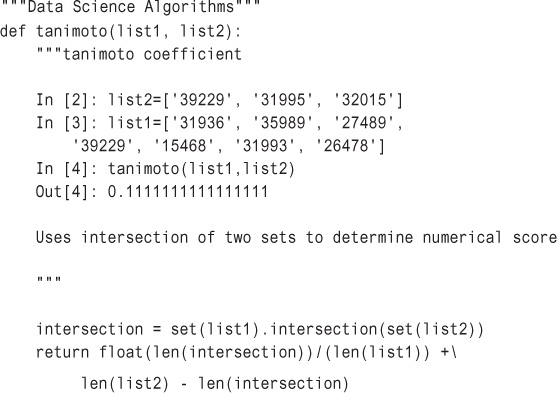 """Data Science Algorithms"""
def tanimoto(list1, list2):
"""tanimoto coefficient
In [2]: list2=['39229', '31995', '32015']
In [3]: list1=['31936', '35989', '27489',
'39229', '15468', '31993', '26478']
In [4]: tanimoto(list1,list2)
Out[4]: 0.1111111111111111
Uses intersection of two sets to determine numerical score
"""
intersection = set(list1).intersection(set(list2))
return float(len(intersection))/(len(list1)) +\
len(list2) - len(intersection)